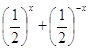 (1/2)^x + (1/2)^{-x}